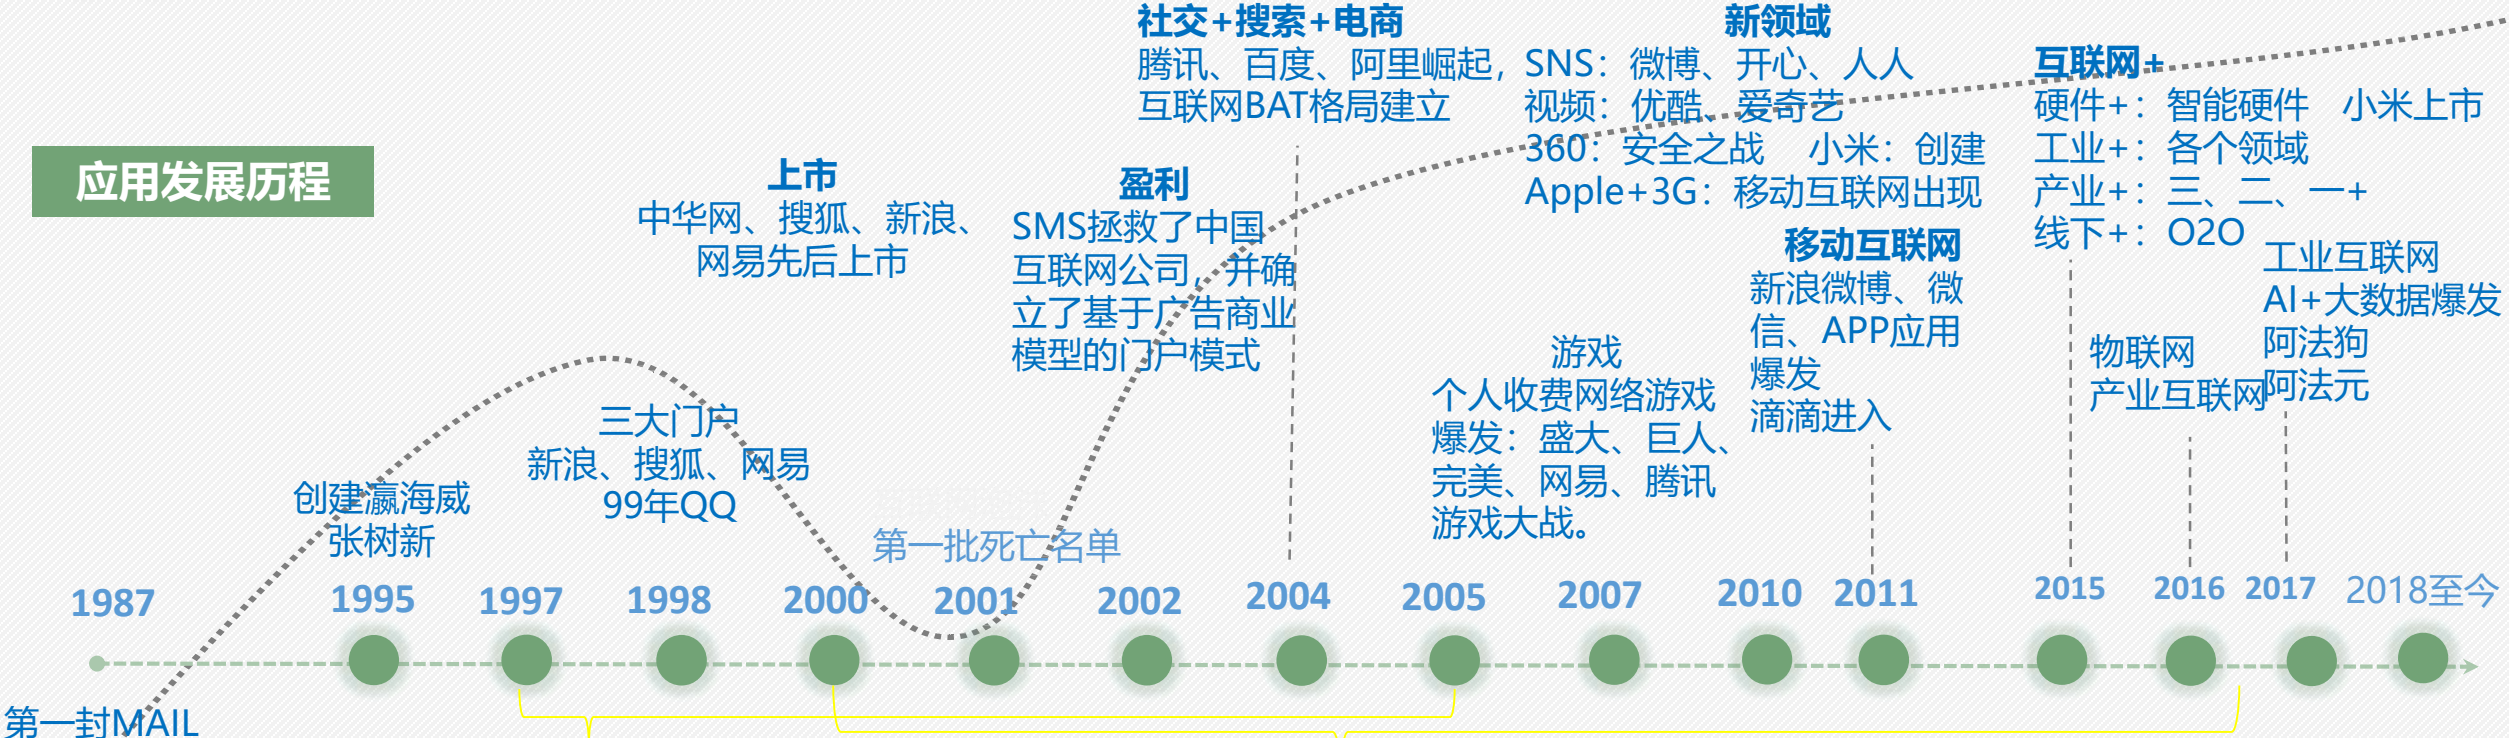 应用发展历程
社交+搜索+电商
腾讯、百度、阿里崛起，
互联网BAT格局建立
新领域
SNS：微博、开心、人人
视频：优酷、爱奇艺
360：安全之战 小米：创建
Apple+3G：移动互联网出现
互联网+
硬件+：智能硬件 小米上市
工业+：各个领域
产业+：三、二、一+
线下+：O2O
上市
中华网、搜狐、新浪、
网易先后上市
盈利
SMS拯救了中国
互联网公司，并确
立了基于广告商业
模型的门户模式
移动互联网
新浪微博、微
信、APP应用
爆发
滴滴进入
工业互联网
AI+大数据爆发
阿法狗
阿法元
物联网
产业互联网
游戏
个人收费网络游戏
爆发：盛大、巨人、
完美、网易、腾讯
游戏大战。
三大门户
新浪、搜狐、网易
99年QQ
创建瀛海威
张树新
第一批死亡名单
1987
1995
1997
1998
2000
2001
2002
2004
2005
2007
2010
2011
2015
2016
2017
2018至今
第一封MAIL